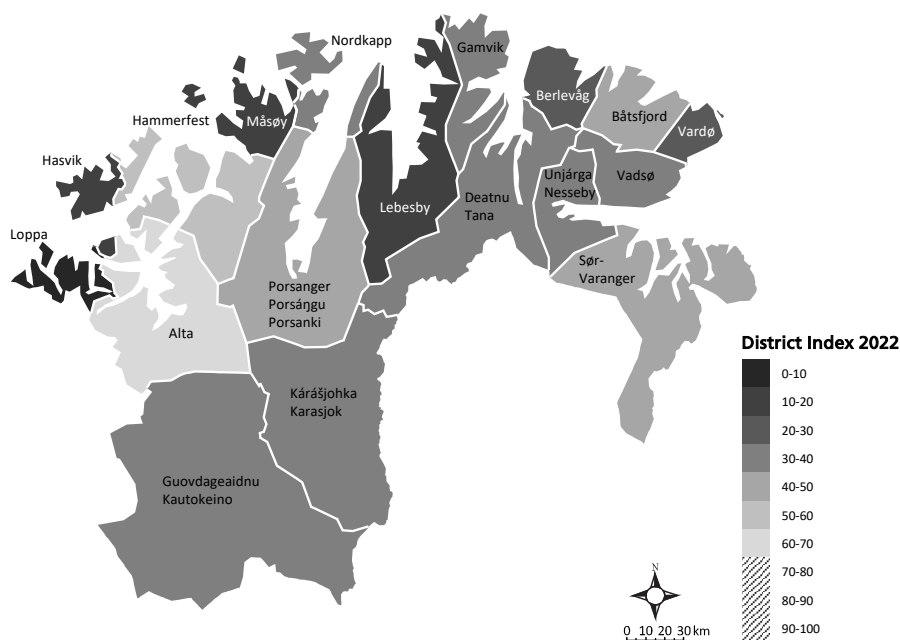 Nordkapp
Gamvik
Hammerfest
Måsøy
Berlevåg
Båtsfjord
Vardø
Hasvik
Unjárga
Nesseby
Vadsø
Lebesby
Deatnu
Tana
Loppa
Sør-
Varanger
Porsanger
Porsáŋgu
Porsanki
Alta
Kárášjohka
Karasjok
Guovdageaidnu
Kautokeino
District Index 2022
0-10
10-20
20-30
30-40
40-50
50-60
60-70
70-80
80-90
90-100
N
0 10 20 30 km